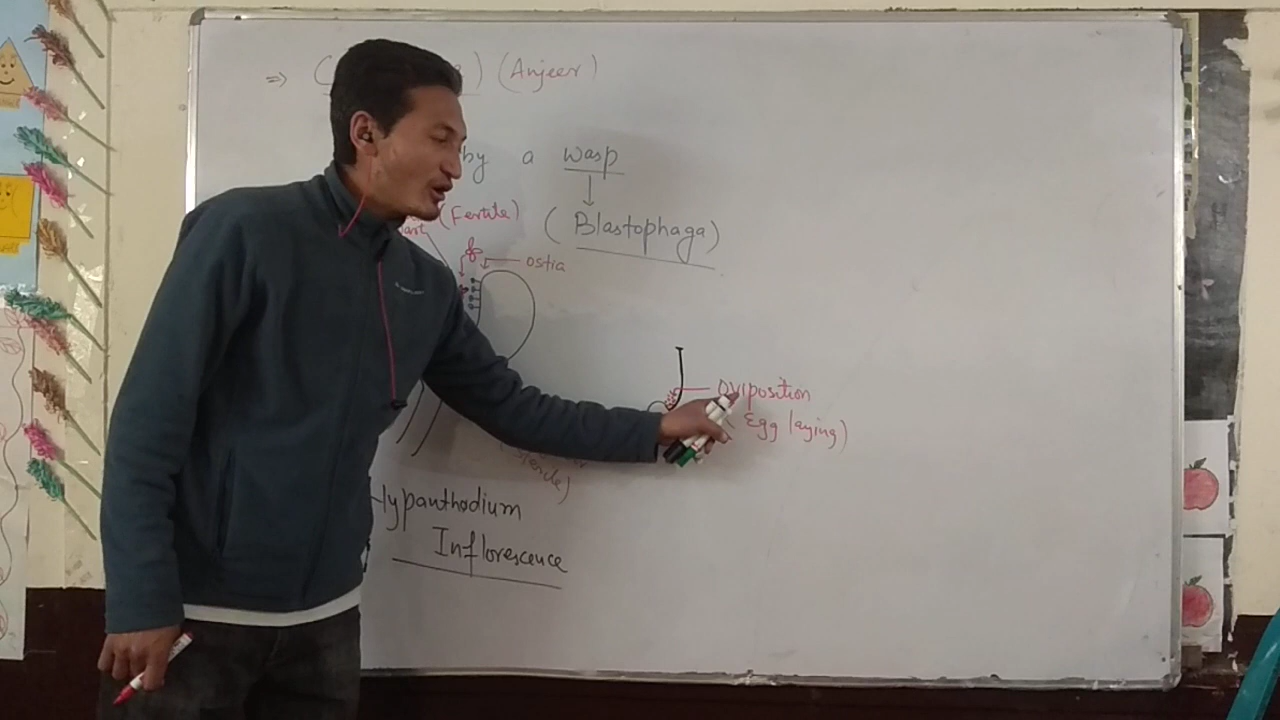 ⇒ ( ) (Anjeer)
by a wasp
↓
(Blastophaga)
(Fertile)
ostia
Oviposition
Egg laying)
Hypanthodium
Inflorescence